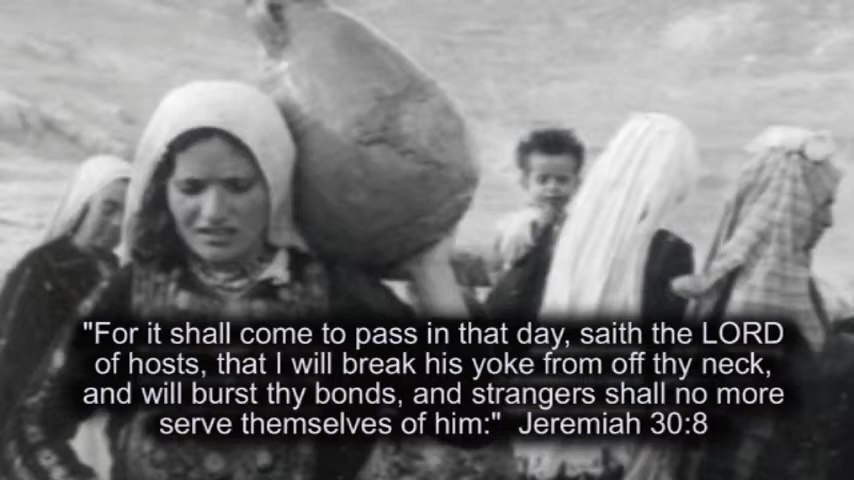 "For it shall come to pass in that day, saith the LORD
of hosts, that I will break his yoke from off thy neck,
and will burst thy bonds, and strangers shall no more
serve themselves of him:"  Jeremiah 30:8